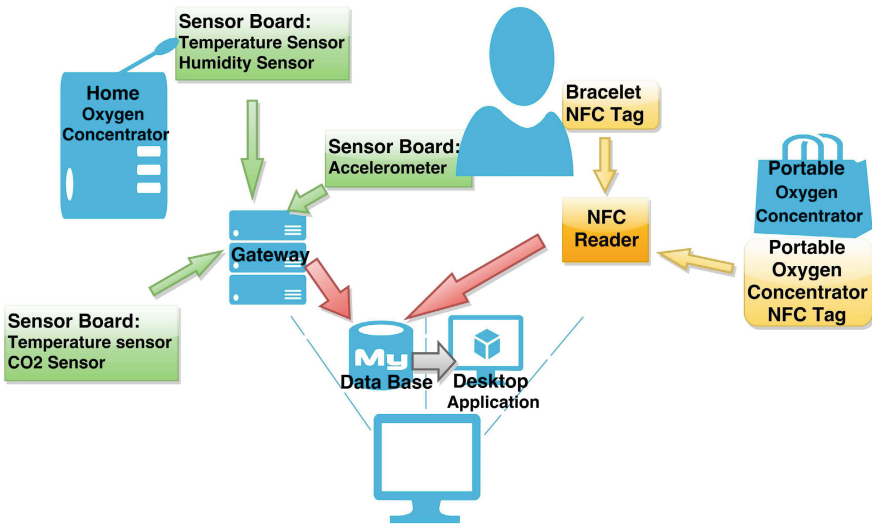 Sensor Board:
Temperature Sensor
Humidity Sensor
Home
Oxygen
Concentrator
Bracelet
NFC Tag
Sensor Board:
Accelerometer
Portable
Oxygen
Concentrator
NFC
Reader
Gateway
Portable
Oxygen
Concentrator
NFC Tag
Sensor Board:
Temperature sensor
CO2 Sensor
My
Data Base
Desktop
Application